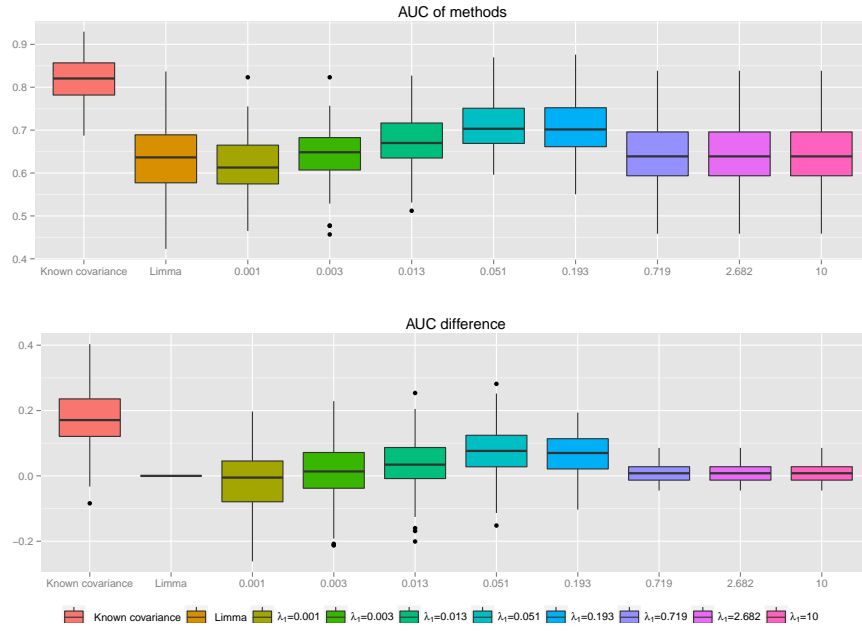 AUC of methods
0.9
0.8
0.7
0.6
0.5
0.4
Known covariance Limma 0.001 0.003 0.013 0.051 0.193 0.719 2.682 10
AUC difference
0.4
0.2
0.0
−0.2
Known covariance Limma 0.001 0.003 0.013 0.051 0.193 0.719 2.682 10
Known covariance Limma λ₁=0.001 λ₁=0.003 λ₁=0.013 λ₁=0.051 λ₁=0.193 λ₁=0.719 λ₁=2.682 λ₁=10